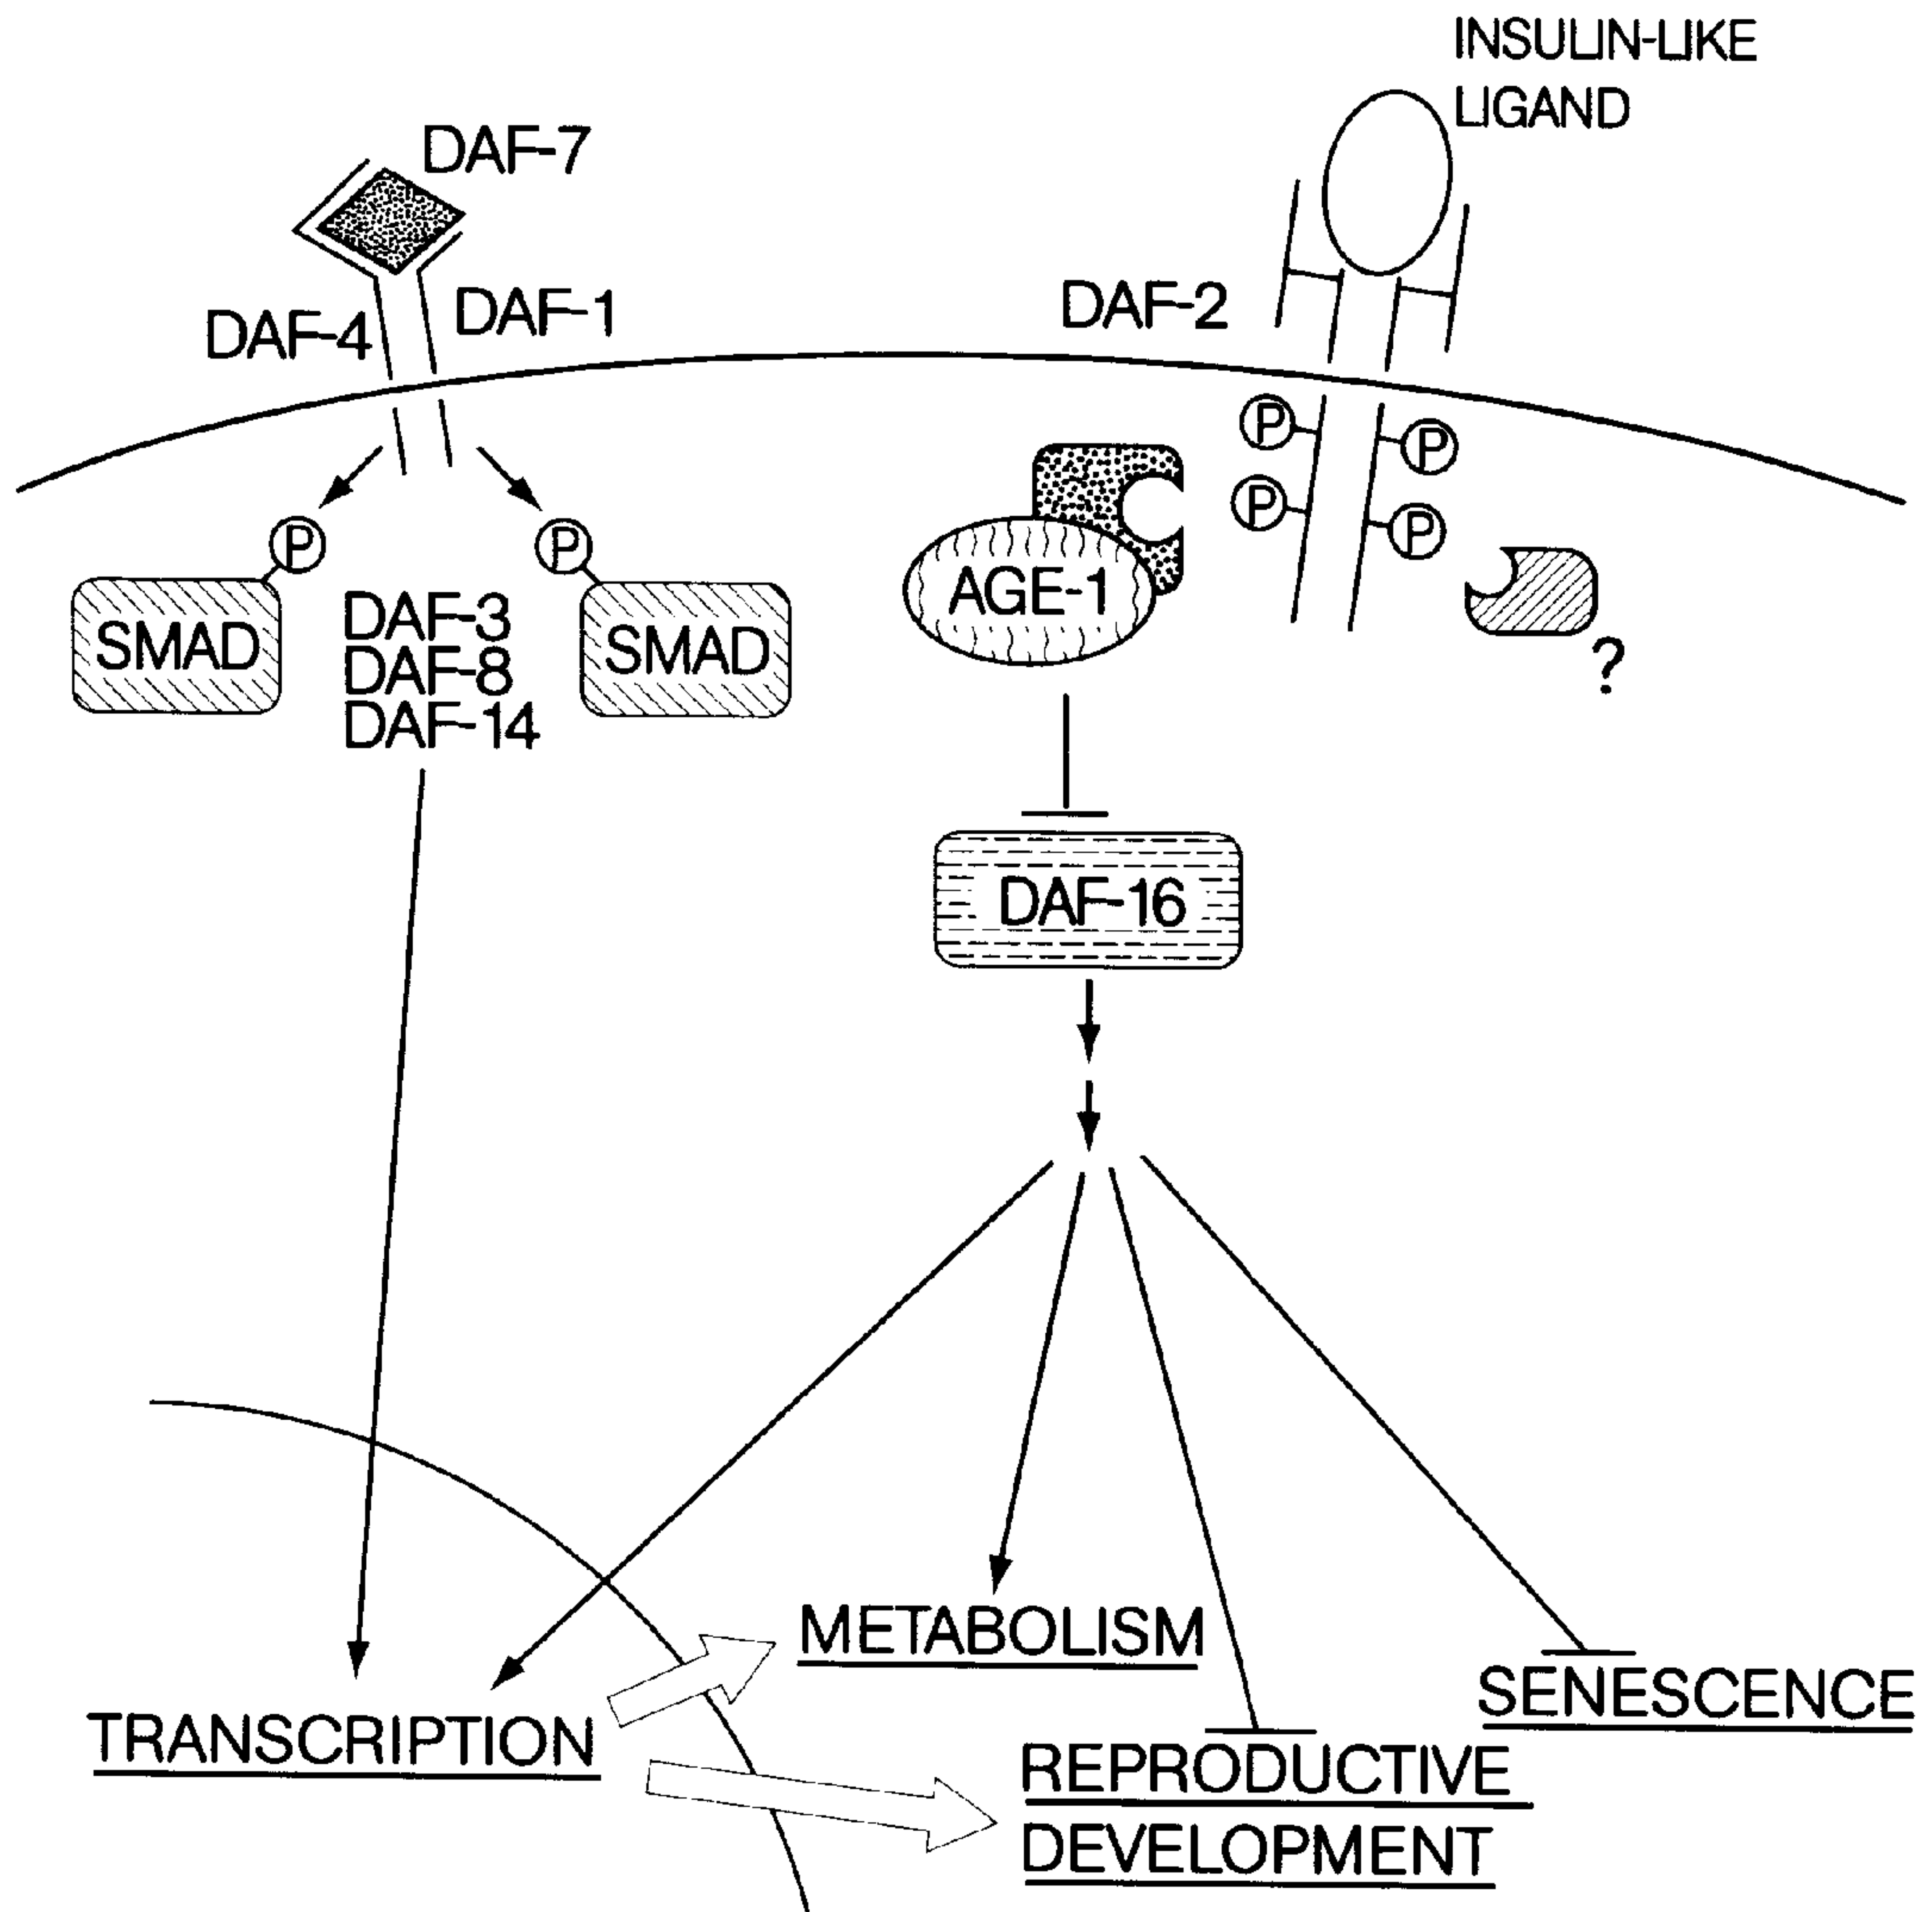 INSULIN-LIKE
LIGAND
DAF-7
DAF-4
DAF-1
DAF-2
P
P
P
P
P
P
SMAD
DAF-3
DAF-8
DAF-14
SMAD
AGE-1
?
DAF-16
METABOLISM
SENESCENCE
TRANSCRIPTION
REPRODUCTIVE
DEVELOPMENT